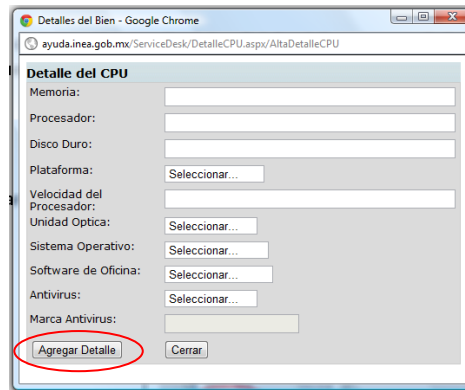 Detalles del Bien - Google Chrome
ayuda.inea.gob.mx/ServiceDesk/DetalleCPU.aspx/AltaDetalleCPU
Detalle del CPU
Memoria:
Procesador:
Disco Duro:
Plataforma: Seleccionar...
Velocidad del
Procesador:
Unidad Optica: Seleccionar...
Sistema Operativo: Seleccionar...
Software de Oficina: Seleccionar...
Antivirus: Seleccionar...
Marca Antivirus:
Agregar Detalle Cerrar